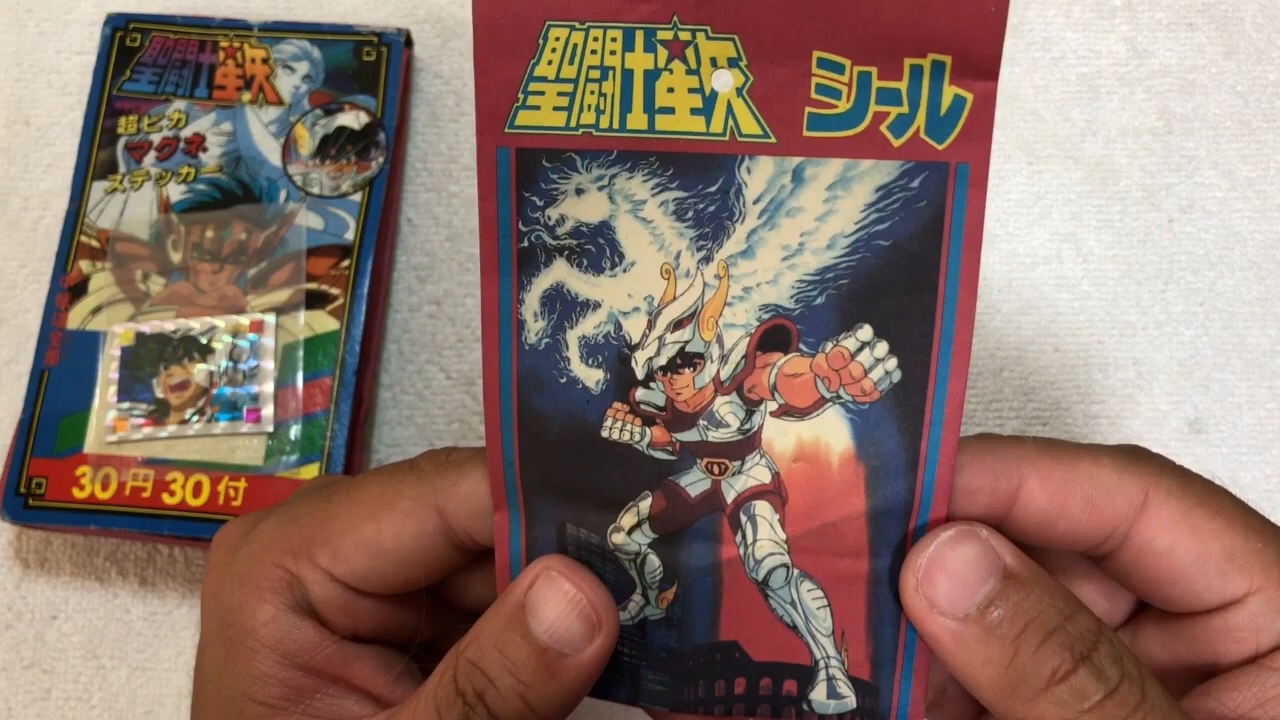 聖闘士星矢
超ピカ
マグネ
ステッカー
30円30付
聖闘士星矢 シール